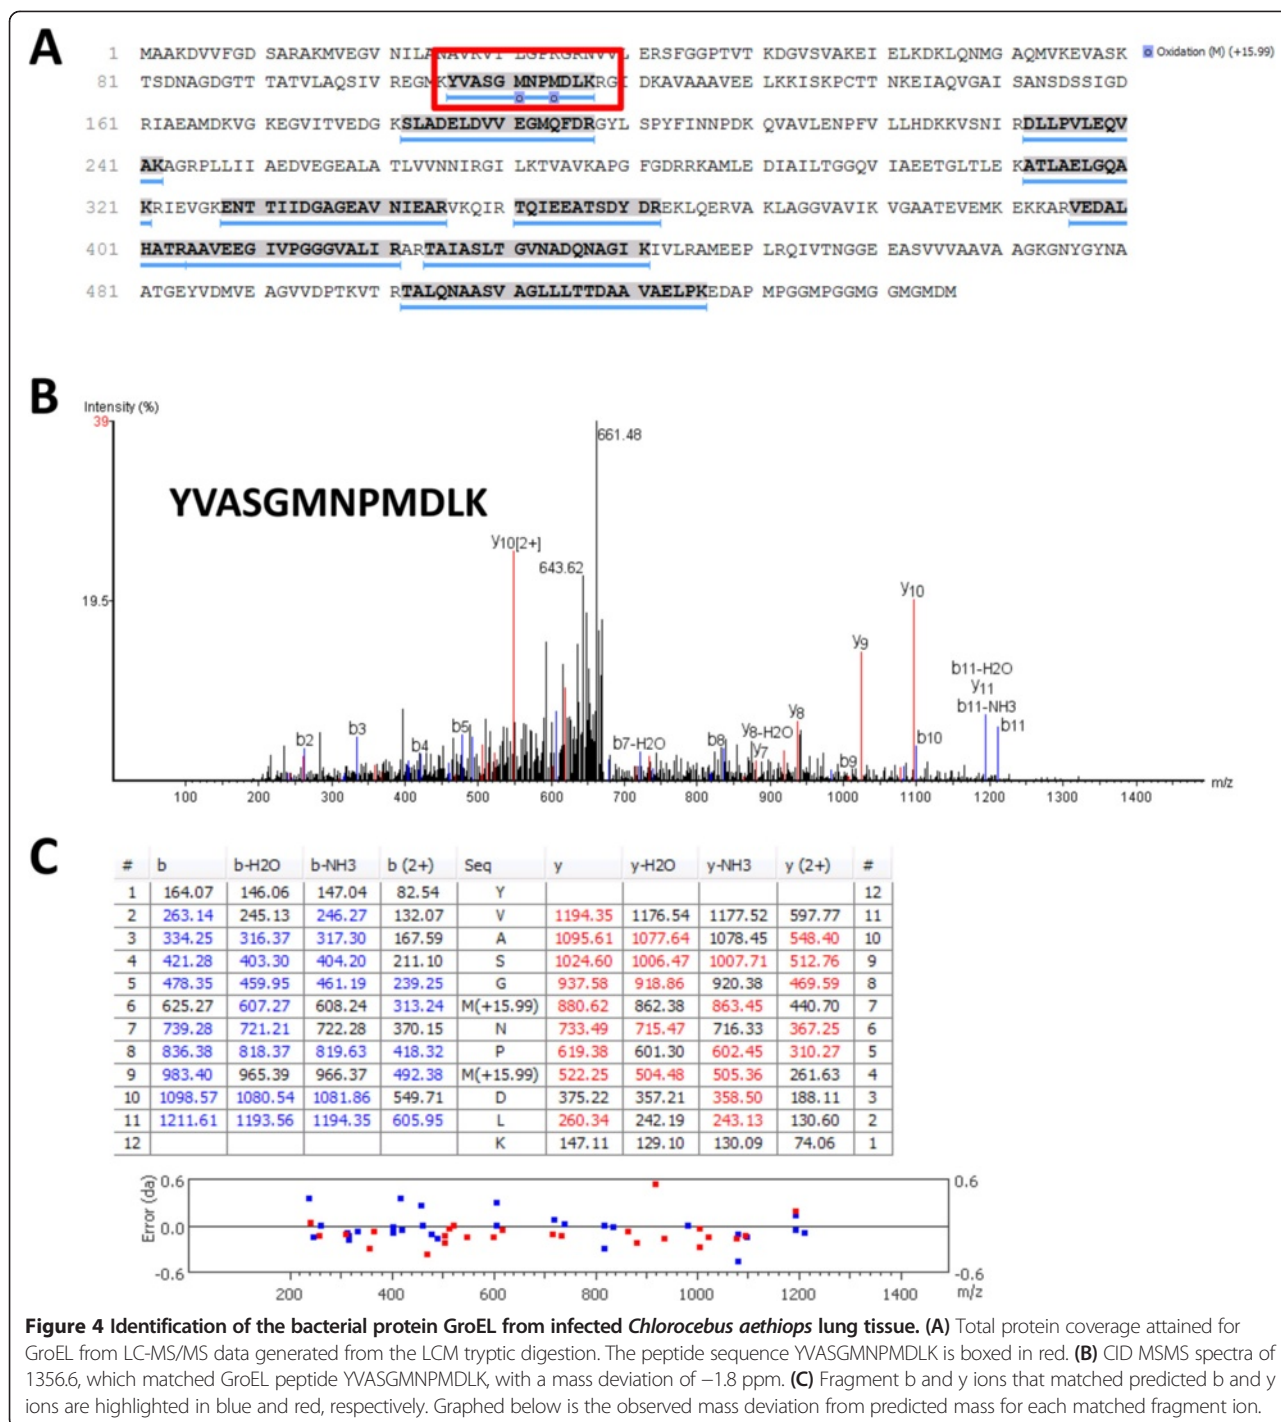 A
1 MAAKDVVFGD SARAKMVEGV NILANAVKVT LGPKGRNVVL ERSFGGPTVT KDGVSVAKEI ELKDKLQNMG AQMVKEVASK
o Oxidation (M) (+15.99)
81 TSDNAGDGTT TATVLAQSIV REGMKYVASG MNPMDLKRGI DKAVAAAVEE LKKISKPCTT NKEIAQVGAI SANSDSSIGD
o o
161 RIAEAMDKVG KEGVITVEDG KSLADELDVV EGMQFDRGYL SPYFINNPDK QVAVLENPFV LLHDKKVSNI RDLLPVLEQV
241 AKAGRPLLII AEDVEGEALA TLVVNNIRGI LKTVAVKAPG FGDRRKAMLE DIAILTGGQV IAEETGLTLE KATLAELGQA
321 KRIEVGKENT TIIDGAGEAV NIEARVKQIR TQIEEATSDY DREKLQERVA KLAGGVAVIK VGAATEVEMK EKKARVEDAL
401 HATRAAVEEG IVPGGGVALI RARTAIASLT GVNADQNAGI KIVLRAMEEP LRQIVTNGGE EASVVVAAVA AGKGNYGYNA
481 ATGEYVDMVE AGVVDPTKVT RTALQNAASV AGLLLTTDAA VAELPKEDAP MPGGMPGGMG GMGMDM
B
Intensity (%)
39
661.48
YVASGMNPMDLK
y10[2+]
643.62
19.5
y10
y9
b11-H2O
y11
b11-NH3
b11
y8
y8-H2O
y7
b2 b3 b4 b5 b7-H2O b8 b9 b10
100 200 300 400 500 600 700 800 900 1000 1100 1200 1300 1400 m/z
C
# b b-H2O b-NH3 b (2+) Seq y y-H2O y-NH3 y (2+) #
1 164.07 146.06 147.04 82.54 Y 12
2 263.14 245.13 246.27 132.07 V 1194.35 1176.54 1177.52 597.77 11
3 334.25 316.37 317.30 167.59 A 1095.61 1077.64 1078.45 548.40 10
4 421.28 403.30 404.20 211.10 S 1024.60 1006.47 1007.71 512.76 9
5 478.35 459.95 461.19 239.25 G 937.58 918.86 920.38 469.59 8
6 625.27 607.27 608.24 313.24 M(+15.99) 880.62 862.38 863.45 440.70 7
7 739.28 721.21 722.28 370.15 N 733.49 715.47 716.33 367.25 6
8 836.38 818.37 819.63 418.32 P 619.38 601.30 602.45 310.27 5
9 983.40 965.39 966.37 492.38 M(+15.99) 522.25 504.48 505.36 261.63 4
10 1098.57 1080.54 1081.86 549.71 D 375.22 357.21 358.50 188.11 3
11 1211.61 1193.56 1194.35 605.95 L 260.34 242.19 243.13 130.60 2
12 K 147.11 129.10 130.09 74.06 1
Error (da)
0.6 0.6
0.0 0.0
-0.6 -0.6
200 400 600 800 1000 1200 1400 m/z
Figure 4 Identification of the bacterial protein GroEL from infected Chlorocebus aethiops lung tissue. (A) Total protein coverage attained for
GroEL from LC-MS/MS data generated from the LCM tryptic digestion. The peptide sequence YVASGMNPMDLK is boxed in red. (B) CID MSMS spectra of
1356.6, which matched GroEL peptide YVASGMNPMDLK, with a mass deviation of −1.8 ppm. (C) Fragment b and y ions that matched predicted b and y
ions are highlighted in blue and red, respectively. Graphed below is the observed mass deviation from predicted mass for each matched fragment ion.